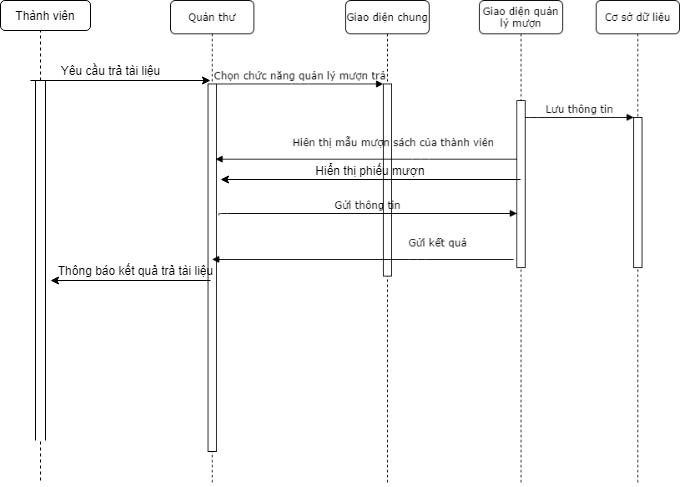 Thành viên
Quản thư
Giao diện chung
Giao diện quản
lý mượn
Cơ sở dữ liệu
Yêu cầu trả tài liệu
Chọn chức năng quản lý mượn trả
Lưu thông tin
Hiên thị mẫu mượn sách của thành viên
Hiển thị phiếu mượn
Gửi thông tin
Gửi kết quả
Thông báo kết quả trả tài liệu